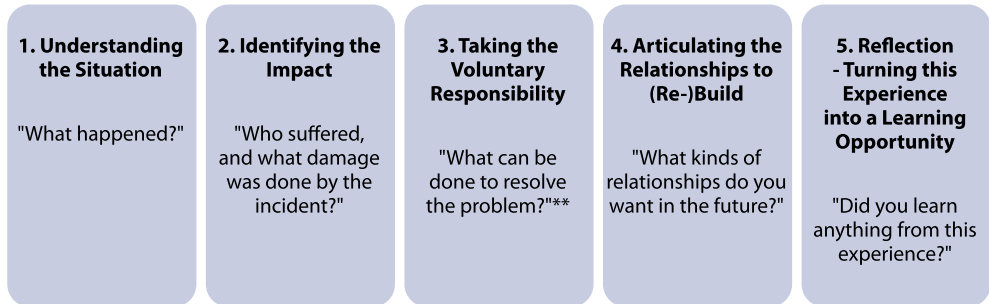 1. Understanding
the Situation
"What happened?"
2. Identifying the
Impact
"Who suffered,
and what damage
was done by the
incident?"
3. Taking the
Voluntary
Responsibility
"What can be
done to resolve
the problem?"**
4. Articulating the
Relationships to
(Re-)Build
"What kinds of
relationships do you
want in the future?"
5. Reflection
- Turning this
Experience
into a Learning
Opportunity
"Did you learn
anything from this
experience?"